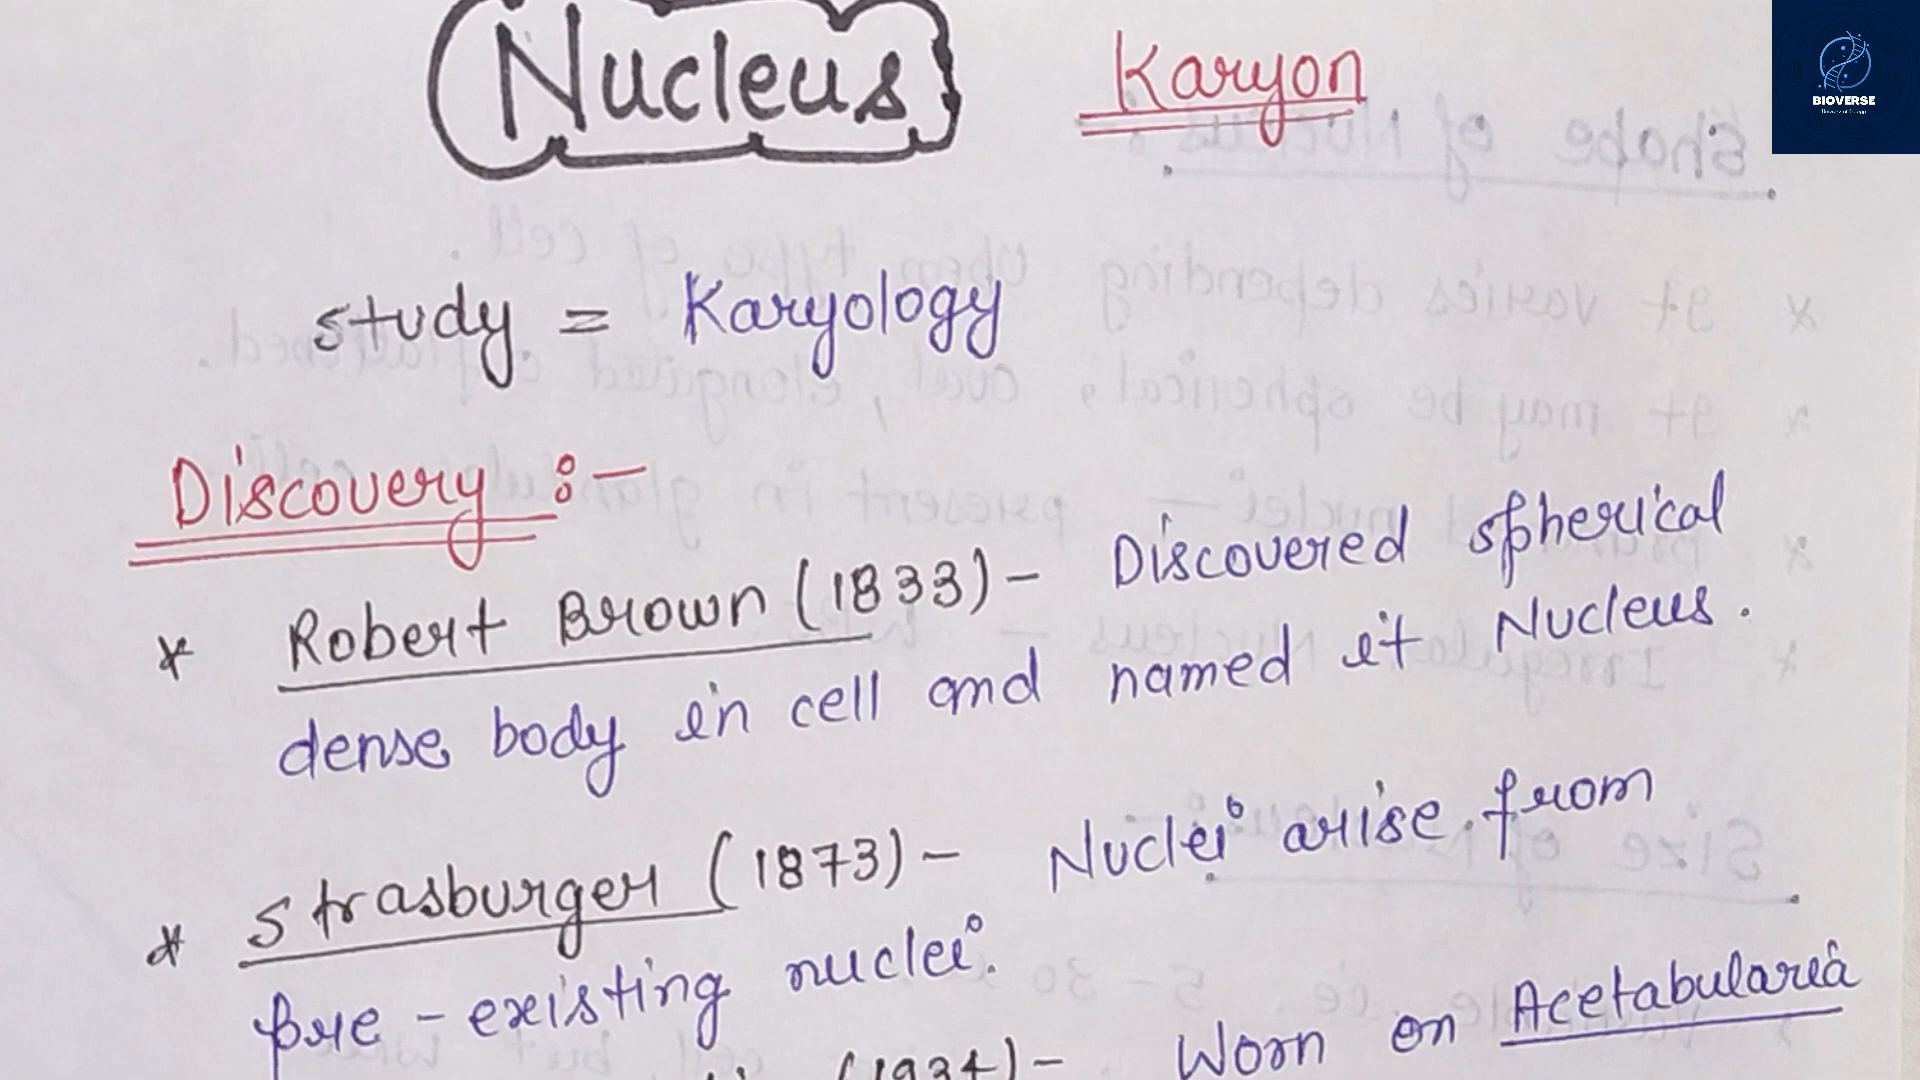 Nucleus Karyon
BIOVERSE
study = Karyology
Discovery :-
* Robert Brown (1833) - Discovered spherical
dense body in cell and named it Nucleus.
* Strasburger (1873) - Nuclei arise from
pre-existing nuclei.
(1934) - Worn on Acetabularia